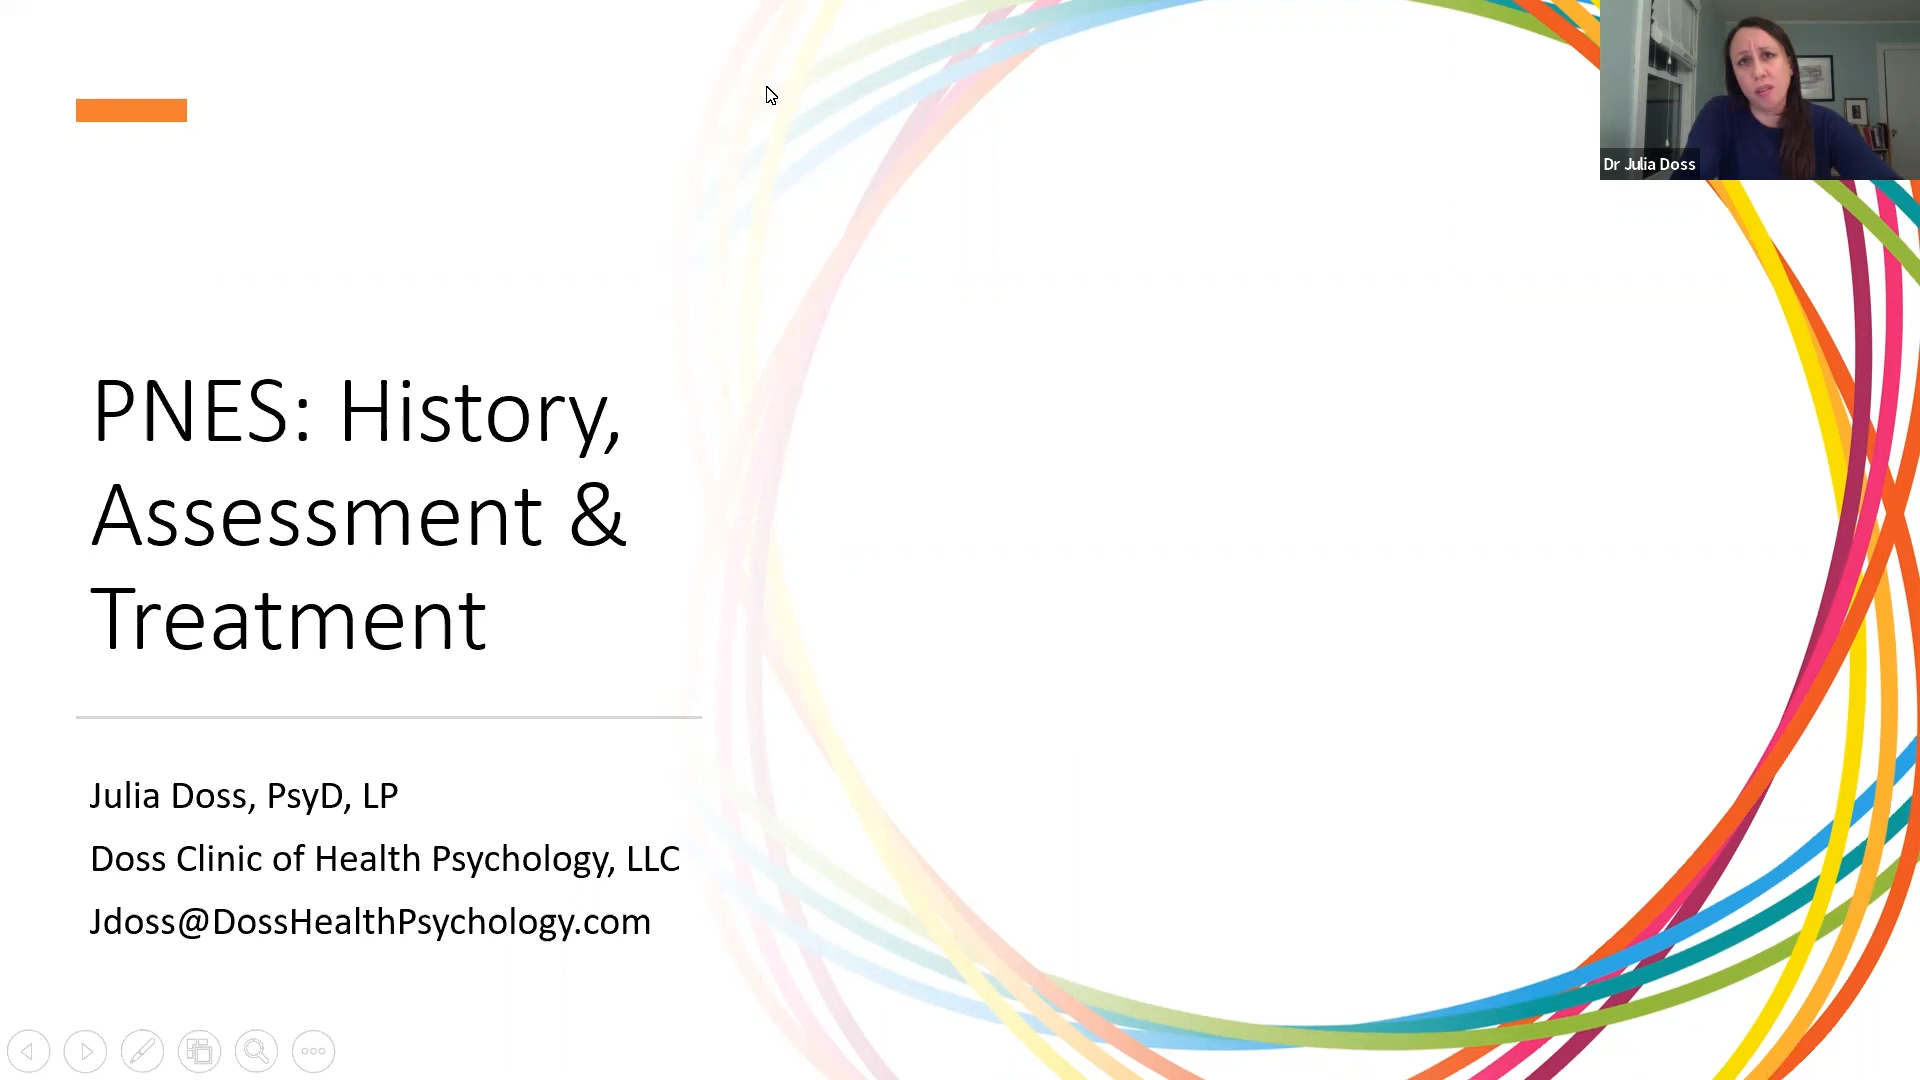 PNES: History,
Assessment &
Treatment
Julia Doss, PsyD, LP
Doss Clinic of Health Psychology, LLC
Jdoss@DossHealthPsychology.com
Dr Julia Doss